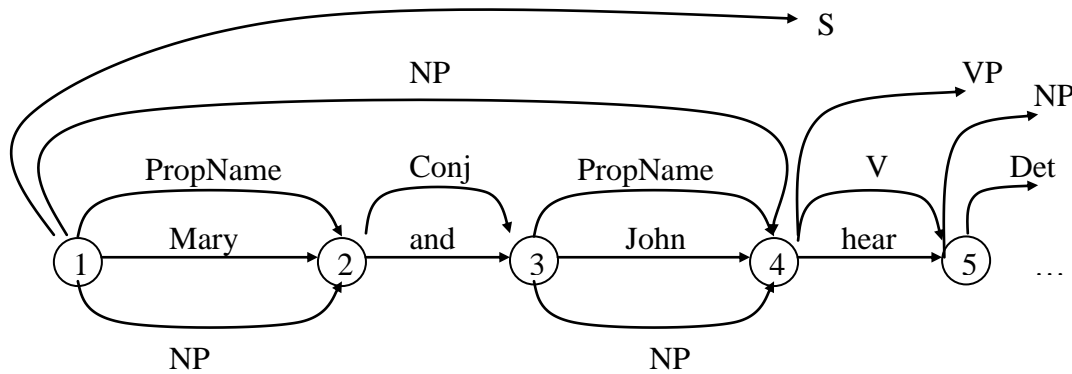 S
NP VP
NP
PropName Conj PropName V Det
Mary and John hear
1 2 3 4 5 ...
NP NP